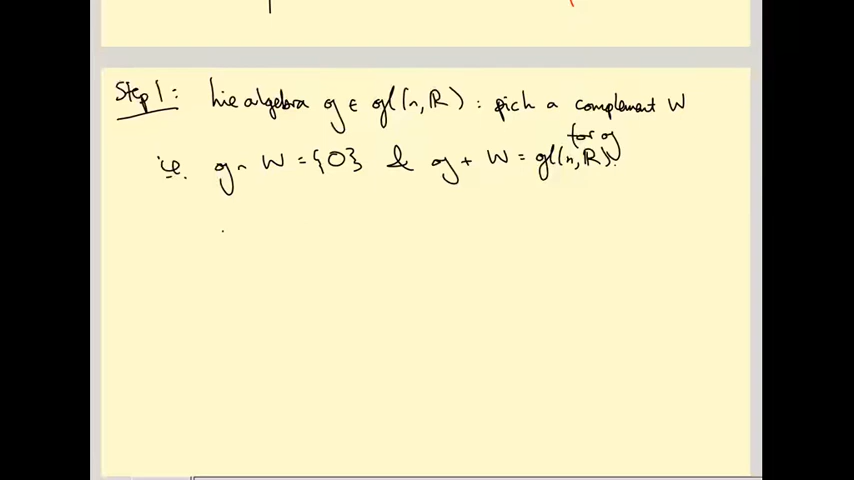 Step 1: Lie algebra g ∈ gl(n,ℝ): pick a complement W
for g
i.e. g ∩ W = {0} & g + W = gl(n,ℝ).